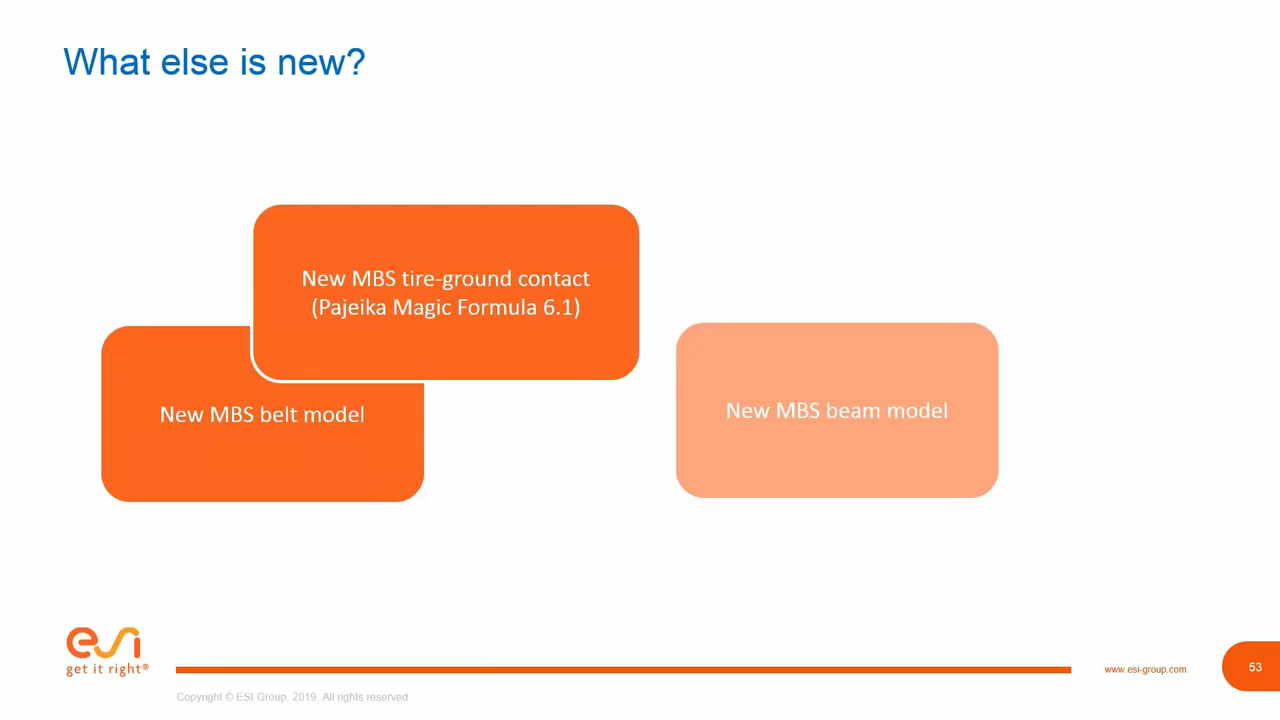 What else is new?
New MBS tire-ground contact
(Pajeika Magic Formula 6.1)
New MBS belt model
New MBS beam model
esi
get it right®
www.esi-group.com
53
Copyright © ESI Group, 2019. All rights reserved.